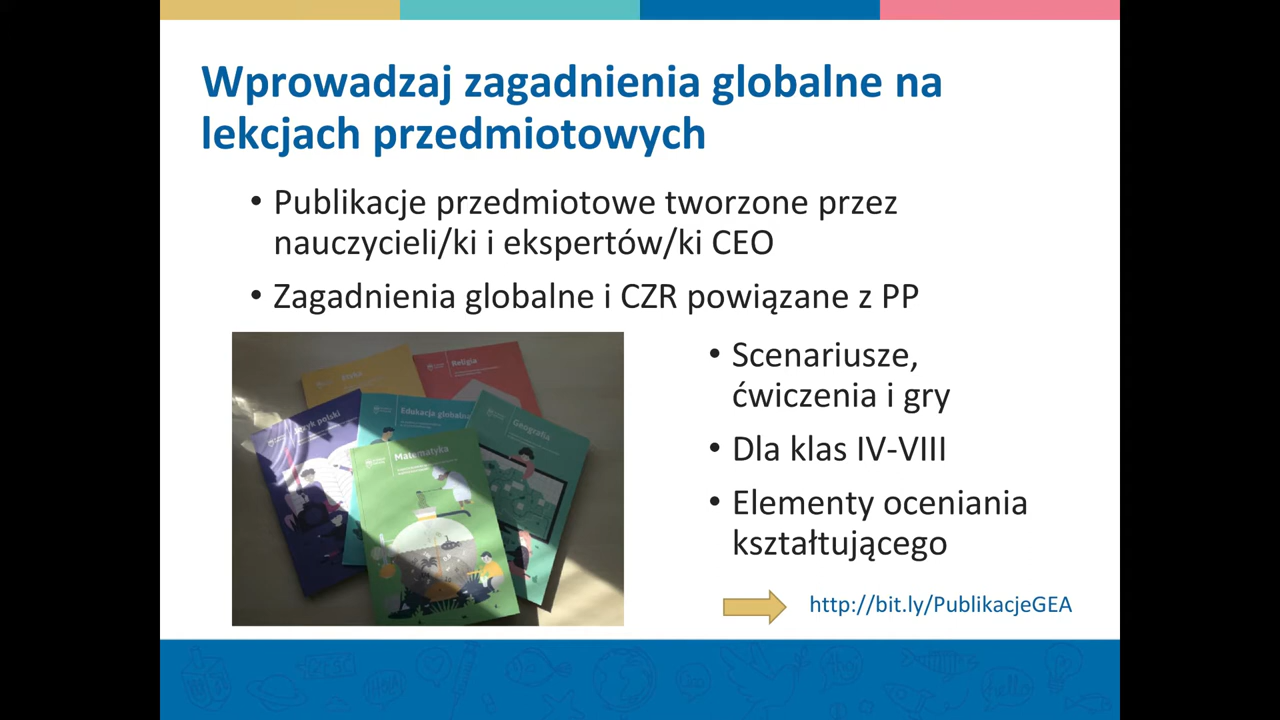 Wprowadzaj zagadnienia globalne na
lekcjach przedmiotowych
• Publikacje przedmiotowe tworzone przez
nauczycieli/ki i ekspertów/ki CEO
• Zagadnienia globalne i CZR powiązane z PP
Etyka
Religia
Język polski
Edukacja globalna
Geografia
Matematyka
• Scenariusze,
ćwiczenia i gry
• Dla klas IV-VIII
• Elementy oceniania
kształtującego
http://bit.ly/PublikacjeGEA
hello